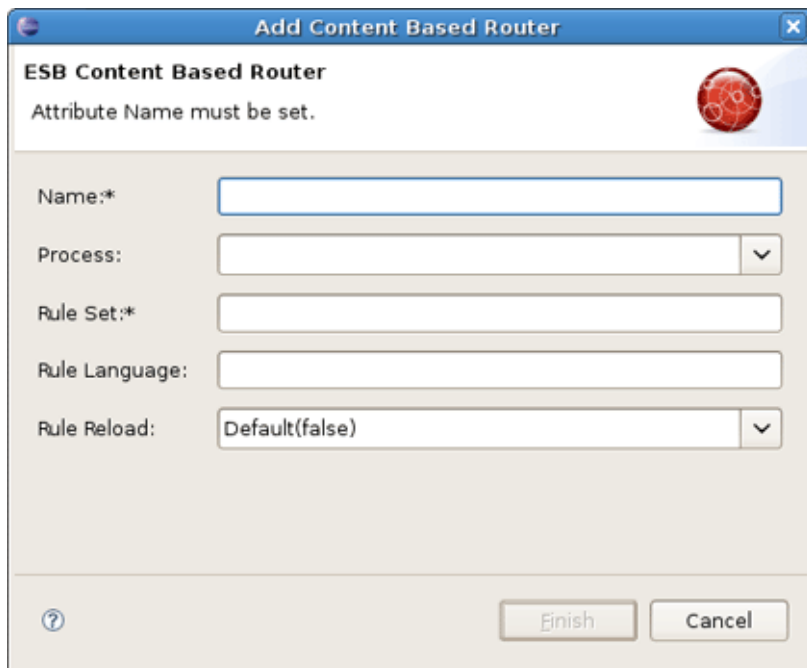 Add Content Based Router
ESB Content Based Router
Attribute Name must be set.
Name:*
Process:
Rule Set:*
Rule Language:
Rule Reload: Default(false)
Finish Cancel